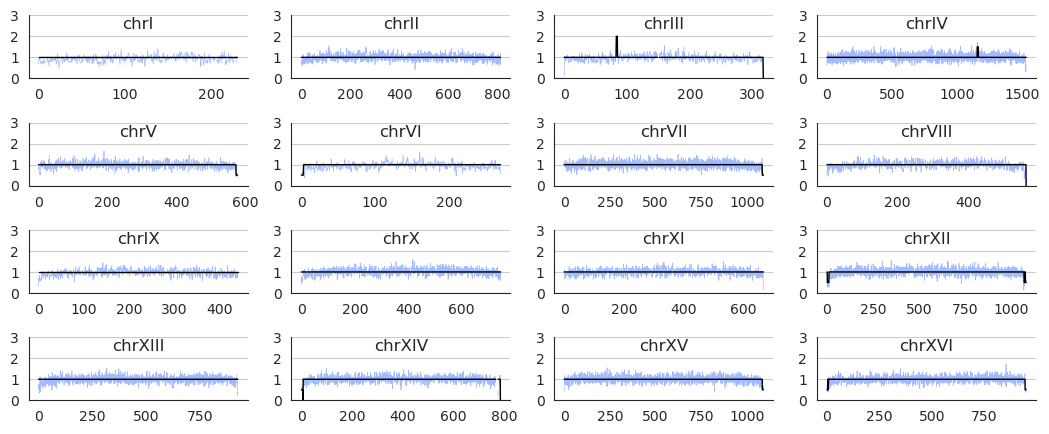 3 chrI 3 chrII 3 chrIII 3 chrIV
2 2 2 2
1 1 1 1
0 0 0 0
0 100 200 0 200 400 600 800 0 100 200 300 0 500 1000 1500
3 chrV 3 chrVI 3 chrVII 3 chrVIII
2 2 2 2
1 1 1 1
0 0 0 0
0 200 400 600 0 100 200 0 250 500 750 1000 0 200 400
3 chrIX 3 chrX 3 chrXI 3 chrXII
2 2 2 2
1 1 1 1
0 0 0 0
0 100 200 300 400 0 200 400 600 0 200 400 600 0 250 500 750 1000
3 chrXIII 3 chrXIV 3 chrXV 3 chrXVI
2 2 2 2
1 1 1 1
0 0 0 0
0 250 500 750 0 200 400 600 800 0 250 500 750 1000 0 250 500 750